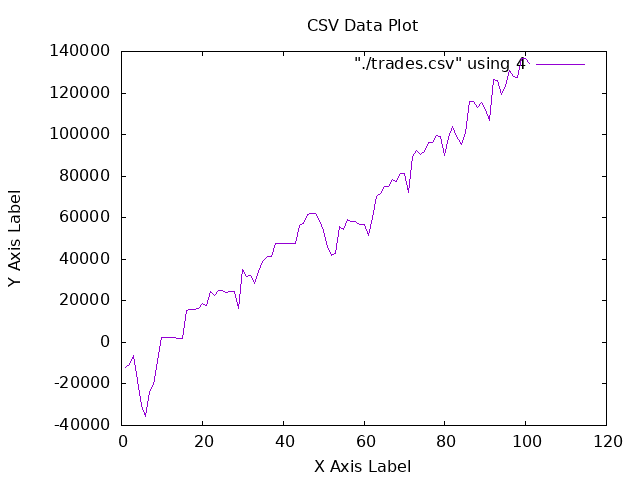 CSV Data Plot
"./trades.csv" using 4
140000
120000
100000
80000
60000
40000
20000
0
-20000
-40000
Y Axis Label
0 20 40 60 80 100 120
X Axis Label